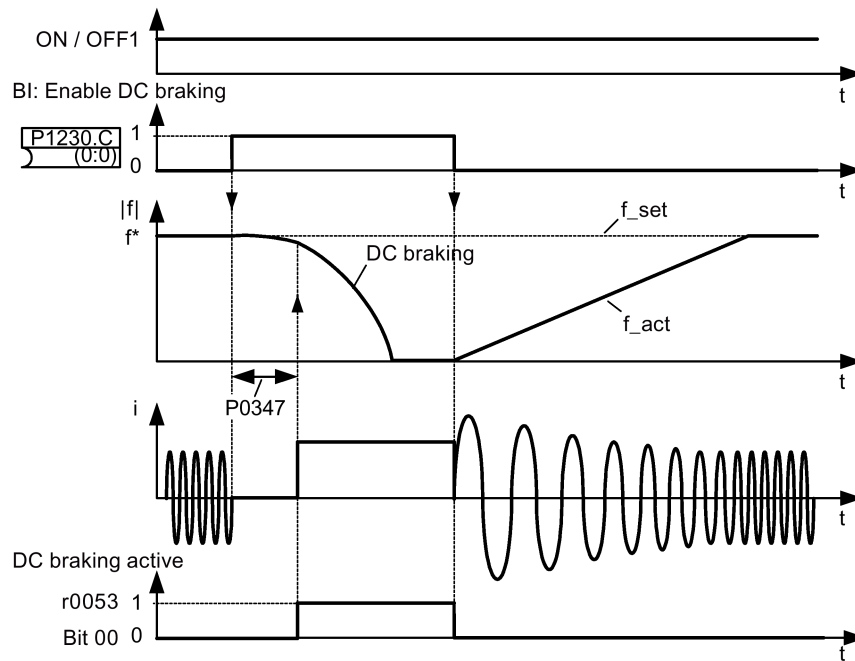 ON / OFF1
t
BI: Enable DC braking
P1230.C
(0:0)
1
0
t
|f|
f*
f_set
DC braking
f_act
t
P0347
i
t
DC braking active
r0053 1
Bit 00 0
t